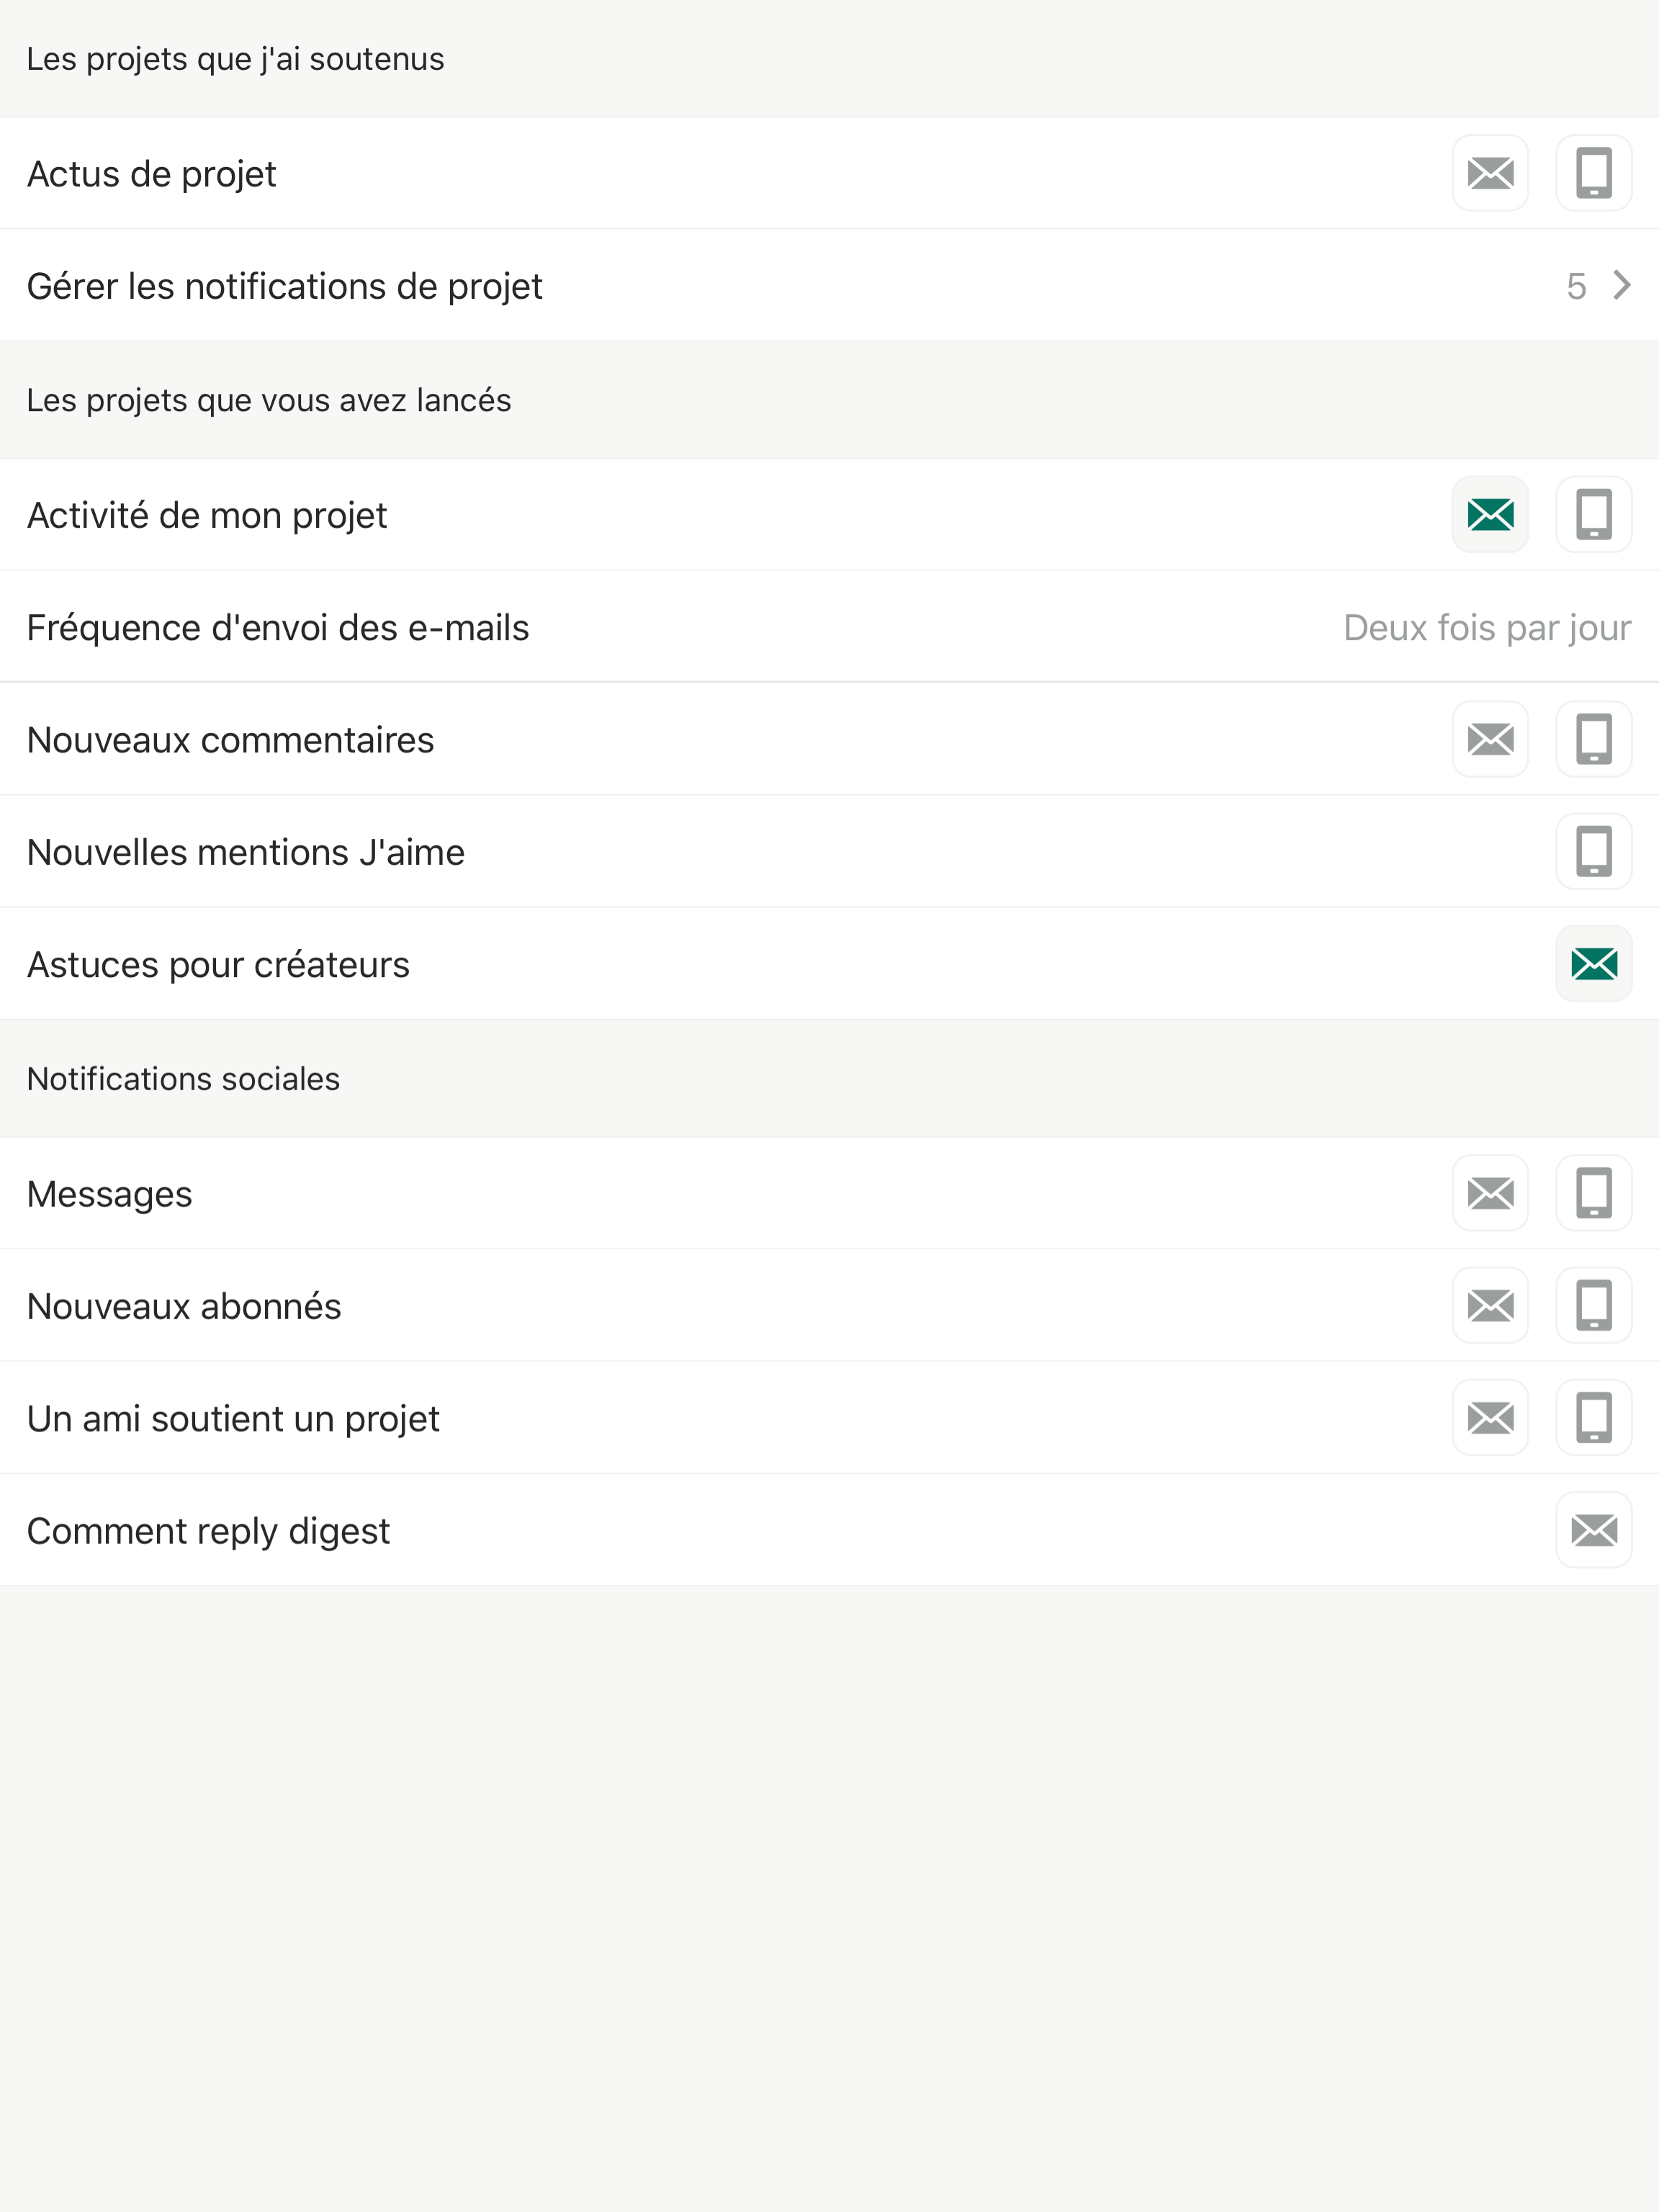 Les projets que j'ai soutenus
Actus de projet
Gérer les notifications de projet 5
Les projets que vous avez lancés
Activité de mon projet
Fréquence d'envoi des e-mails Deux fois par jour
Nouveaux commentaires
Nouvelles mentions J'aime
Astuces pour créateurs
Notifications sociales
Messages
Nouveaux abonnés
Un ami soutient un projet
Comment reply digest